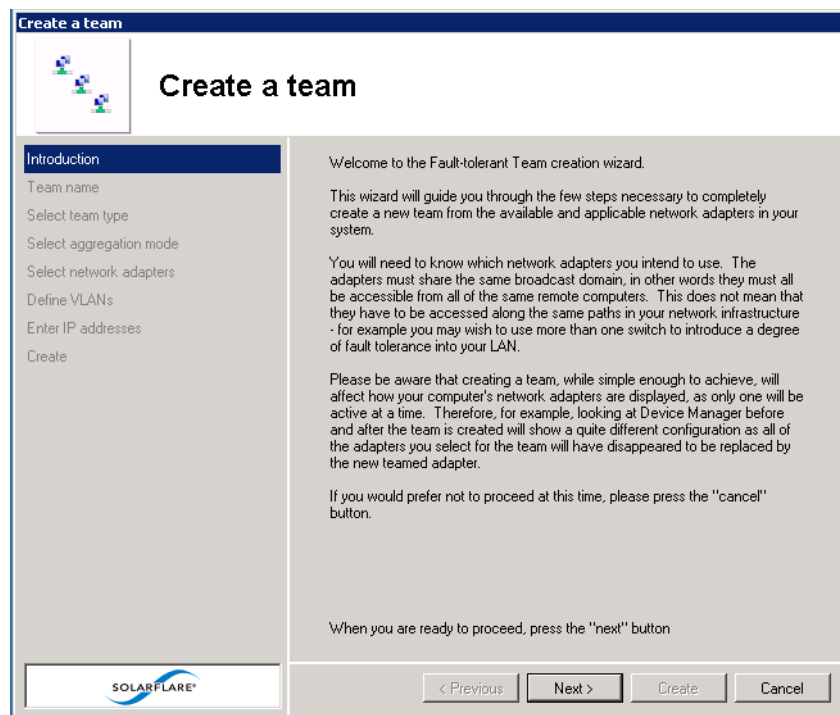 Create a team
Create a team
Introduction
Team name
Select team type
Select aggregation mode
Select network adapters
Define VLANs
Enter IP addresses
Create
Welcome to the Fault-tolerant Team creation wizard.
This wizard will guide you through the few steps necessary to completely
create a new team from the available and applicable network adapters in your
system.
You will need to know which network adapters you intend to use.  The
adapters must share the same broadcast domain, in other words they must all
be accessible from all of the same remote computers.  This does not mean that
they have to be accessed along the same paths in your network infrastructure
- for example you may wish to use more than one switch to introduce a degree
of fault tolerance into your LAN.
Please be aware that creating a team, while simple enough to achieve, will
affect how your computer's network adapters are displayed, as only one will be
active at a time.  Therefore, for example, looking at Device Manager before
and after the team is created will show a quite different configuration as all of
the adapters you select for the team will have disappeared to be replaced by
the new teamed adapter.
If you would prefer not to proceed at this time, please press the "cancel"
button.
When you are ready to proceed, press the "next" button
SOLARFLARE®
< Previous
Next >
Create
Cancel